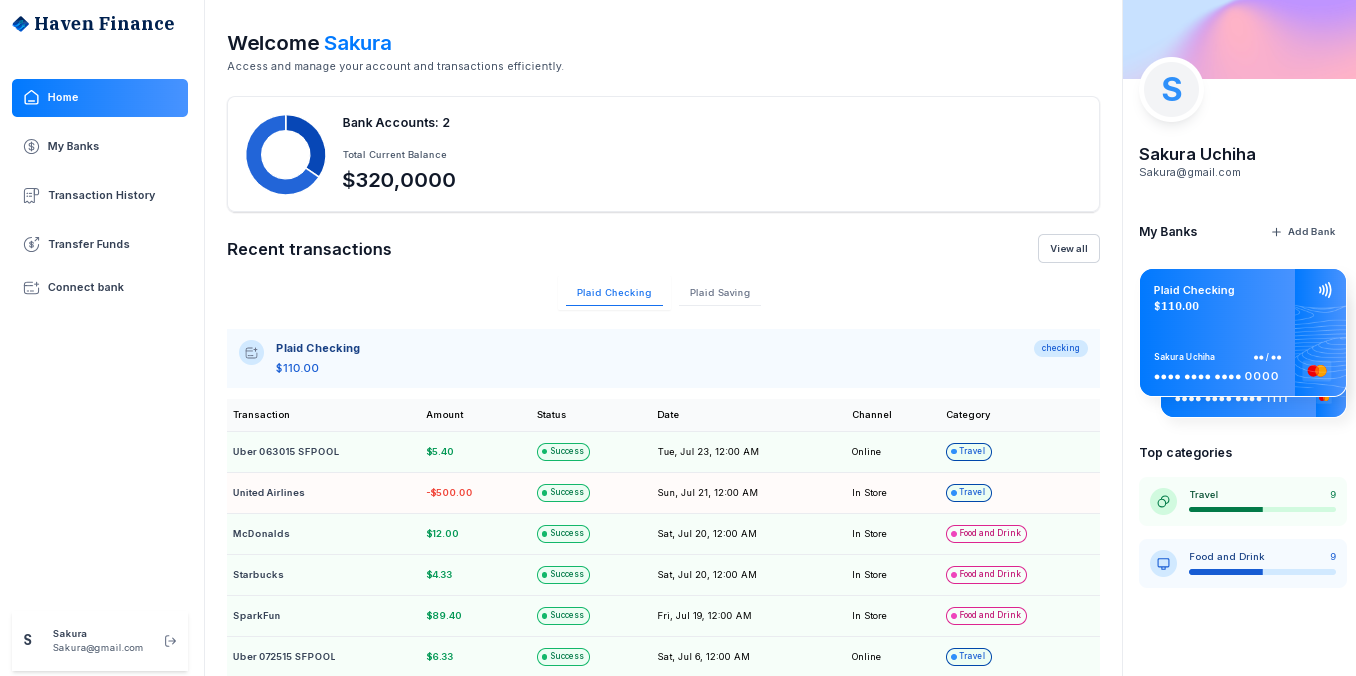 Haven Finance
Home
My Banks
Transaction History
Transfer Funds
Connect bank
S
Sakura
Sakura@gmail.com
Welcome Sakura
Access and manage your account and transactions efficiently.
Bank Accounts: 2
Total Current Balance
$320,0000
Recent transactions
View all
Plaid Checking Plaid Saving
Plaid Checking
checking
$110.00
Transaction Amount Status Date Channel Category
Uber 063015 SFPOOL $5.40 Success Tue, Jul 23, 12:00 AM Online Travel
United Airlines -$500.00 Success Sun, Jul 21, 12:00 AM In Store Travel
McDonalds $12.00 Success Sat, Jul 20, 12:00 AM In Store Food and Drink
Starbucks $4.33 Success Sat, Jul 20, 12:00 AM In Store Food and Drink
SparkFun $89.40 Success Fri, Jul 19, 12:00 AM In Store Food and Drink
Uber 072515 SFPOOL $6.33 Success Sat, Jul 6, 12:00 AM Online Travel
S
Sakura Uchiha
Sakura@gmail.com
My Banks
+ Add Bank
Plaid Checking
$110.00
Sakura Uchiha ●● / ●●
●●●● ●●●● ●●●● 0000
●●●● ●●●● ●●●● 1111
Top categories
Travel 9
Food and Drink 9